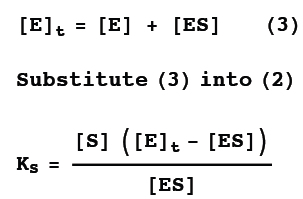 [E]t = [E] + [ES] (3)
Substitute (3) into (2)
Ks = [S] ([E]t – [ES]) / [ES]